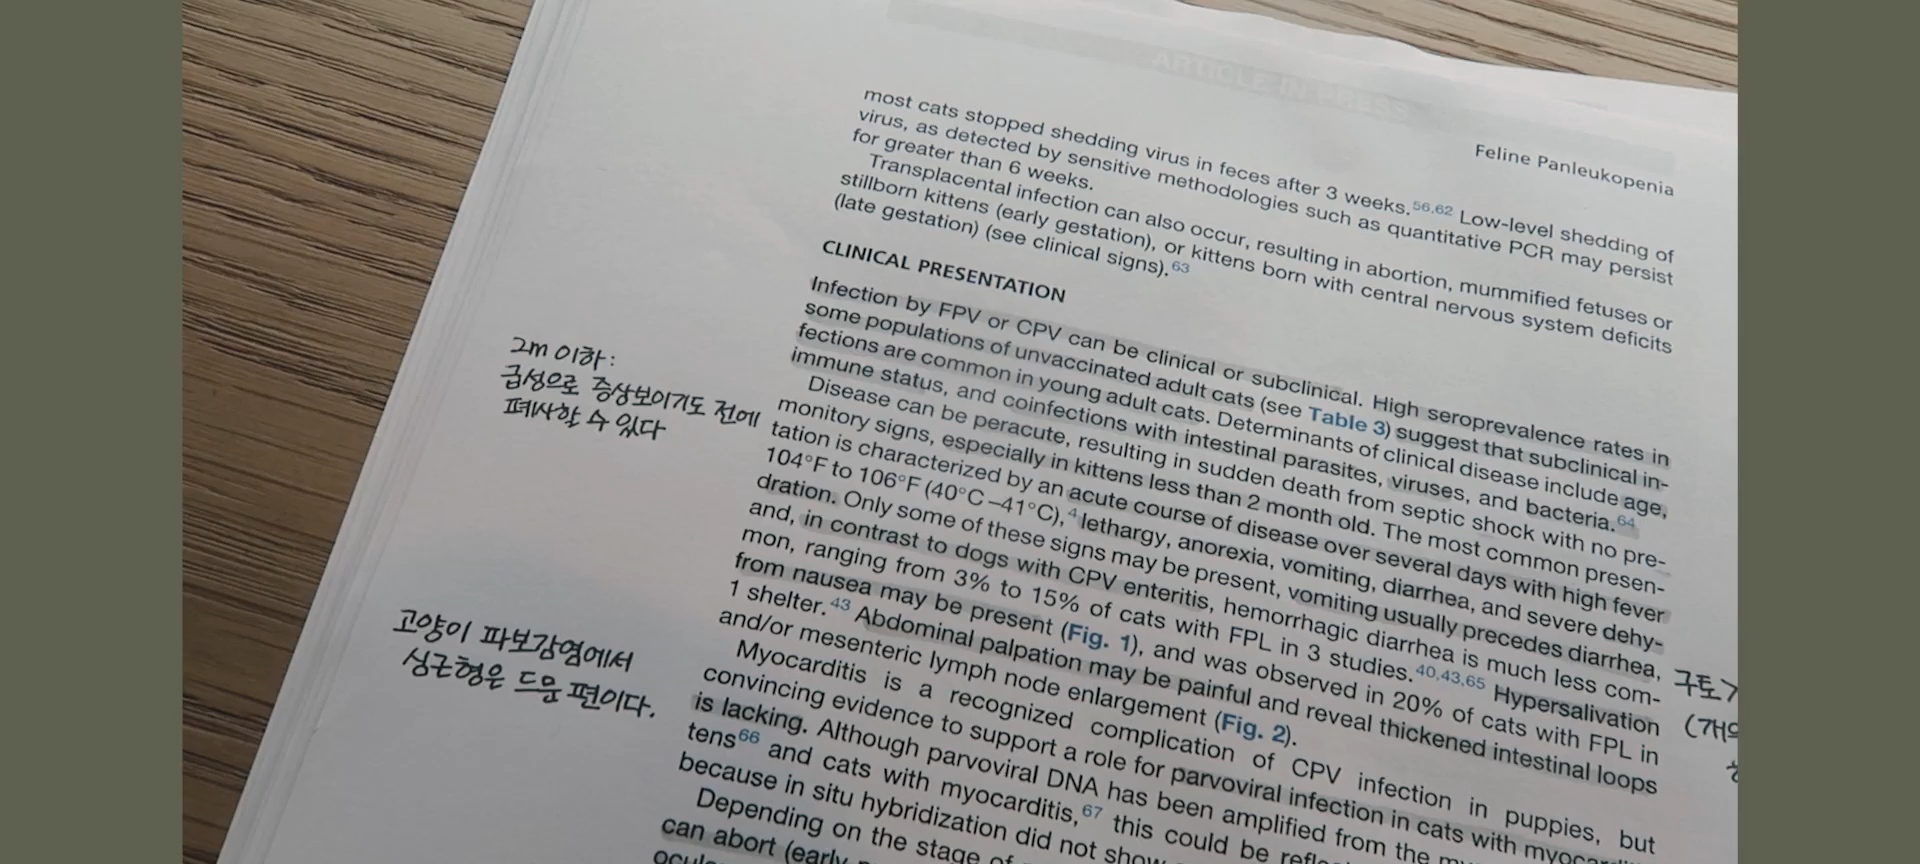 ARTICLE IN PRESS
Feline Panleukopenia
most cats stopped shedding virus in feces after 3 weeks.56,62 Low-level shedding of
virus, as detected by sensitive methodologies such as quantitative PCR may persist
for greater than 6 weeks.
Transplacental infection can also occur, resulting in abortion, mummified fetuses or
stillborn kittens (early gestation), or kittens born with central nervous system deficits
(late gestation) (see clinical signs).63
CLINICAL PRESENTATION
Infection by FPV or CPV can be clinical or subclinical. High seroprevalence rates in
some populations of unvaccinated adult cats (see Table 3) suggest that subclinical in-
fections are common in young adult cats. Determinants of clinical disease include age,
immune status, and coinfections with intestinal parasites, viruses, and bacteria.64
Disease can be peracute, resulting in sudden death from septic shock with no pre-
monitory signs, especially in kittens less than 2 month old. The most common presen-
tation is characterized by an acute course of disease over several days with high fever
104°F to 106°F (40°C–41°C),4 lethargy, anorexia, vomiting, diarrhea, and severe dehy-
dration. Only some of these signs may be present, vomiting usually precedes diarrhea,
and, in contrast to dogs with CPV enteritis, hemorrhagic diarrhea is much less com-
mon, ranging from 3% to 15% of cats with FPL in 3 studies.40,43,65 Hypersalivation
from nausea may be present (Fig. 1), and was observed in 20% of cats with FPL in
1 shelter.43 Abdominal palpation may be painful and reveal thickened intestinal loops
and/or mesenteric lymph node enlargement (Fig. 2).
Myocarditis is a recognized complication of CPV infection in puppies, but
convincing evidence to support a role for parvoviral infection in cats with
is lacking. Although parvoviral DNA has been amplified from the
tens66 and cats with myocarditis,67 this could be
because in situ hybridization did not show
Depending on the stage of
can abort (early
2m 이하:
급성으로 증상보이기도 전에
폐사할 수 있다
고양이 파보감염에서
심근형은 드문 편이다.
구토가
(개의